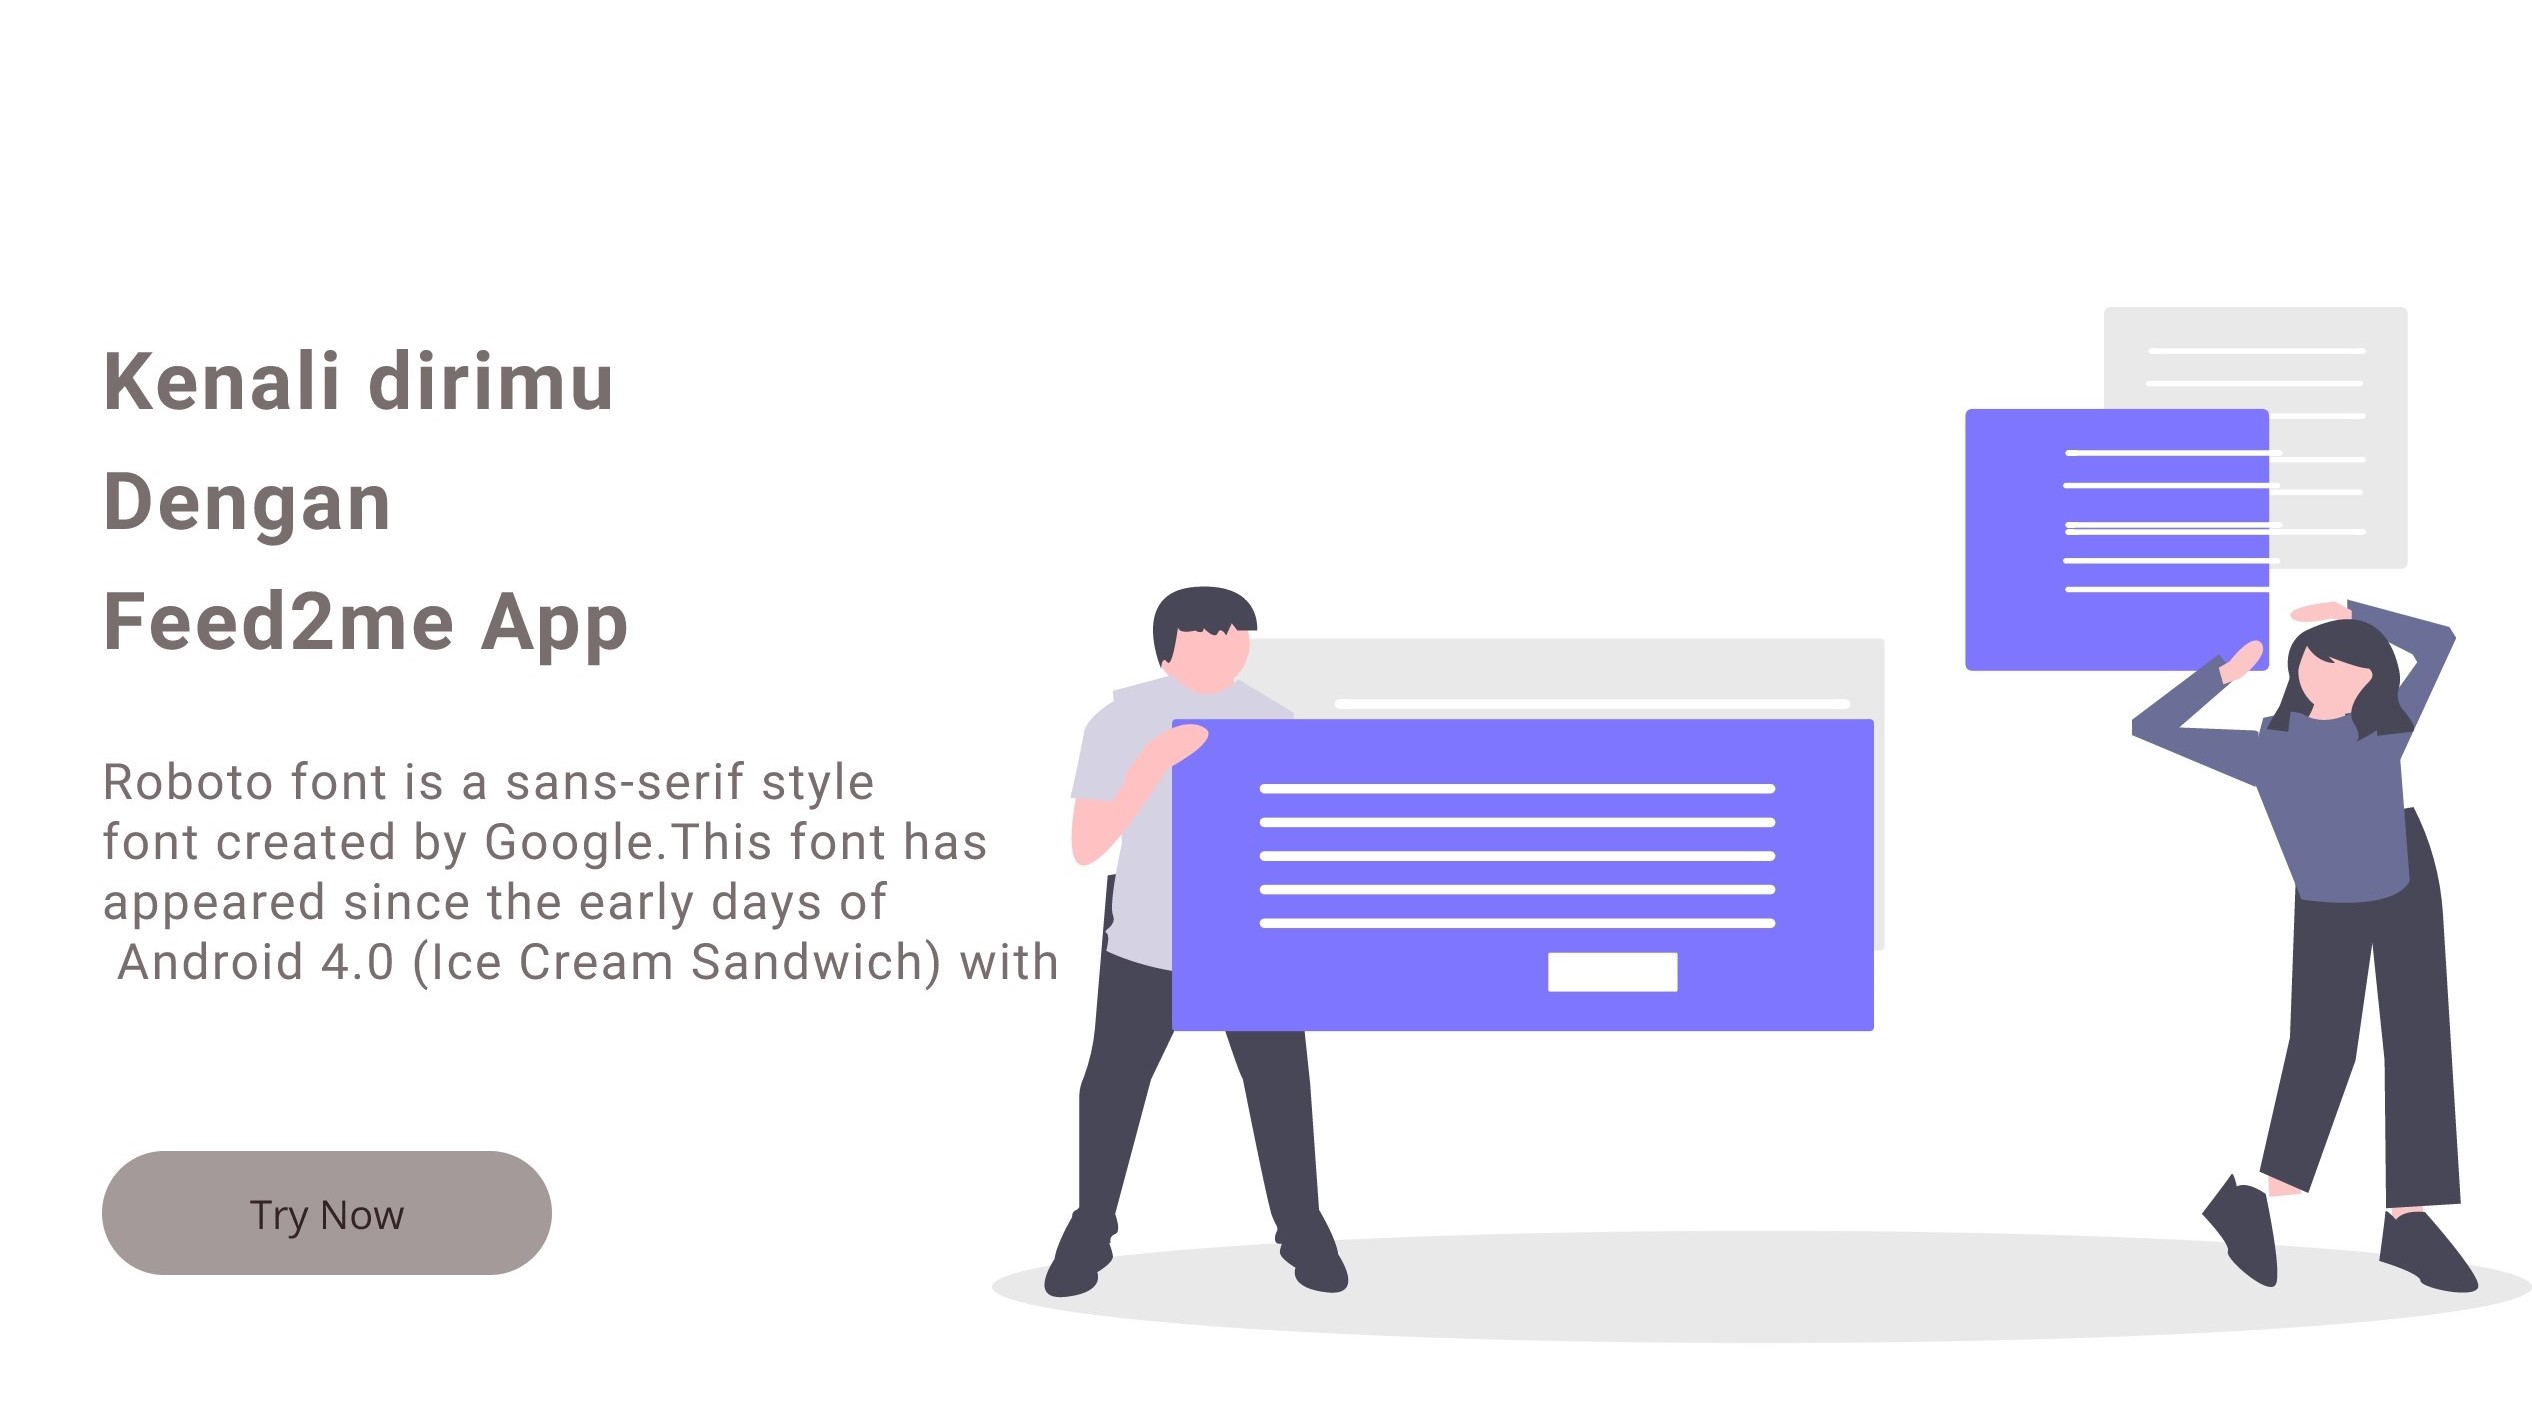 Kenali dirimu
Dengan
Feed2me App
Roboto font is a sans-serif style
font created by Google.This font has
appeared since the early days of
Android 4.0 (Ice Cream Sandwich) with
Try Now